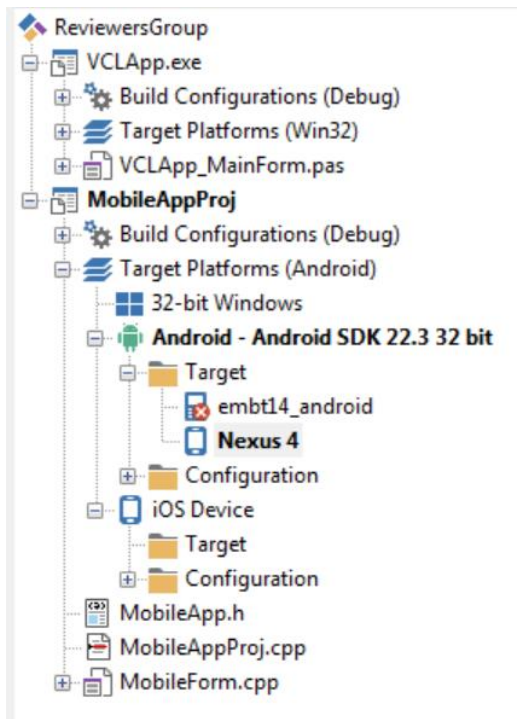 ReviewersGroup
VCLApp.exe
Build Configurations (Debug)
Target Platforms (Win32)
VCLApp_MainForm.pas
MobileAppProj
Build Configurations (Debug)
Target Platforms (Android)
32-bit Windows
Android - Android SDK 22.3 32 bit
Target
embt14_android
Nexus 4
Configuration
iOS Device
Target
Configuration
MobileApp.h
MobileAppProj.cpp
MobileForm.cpp